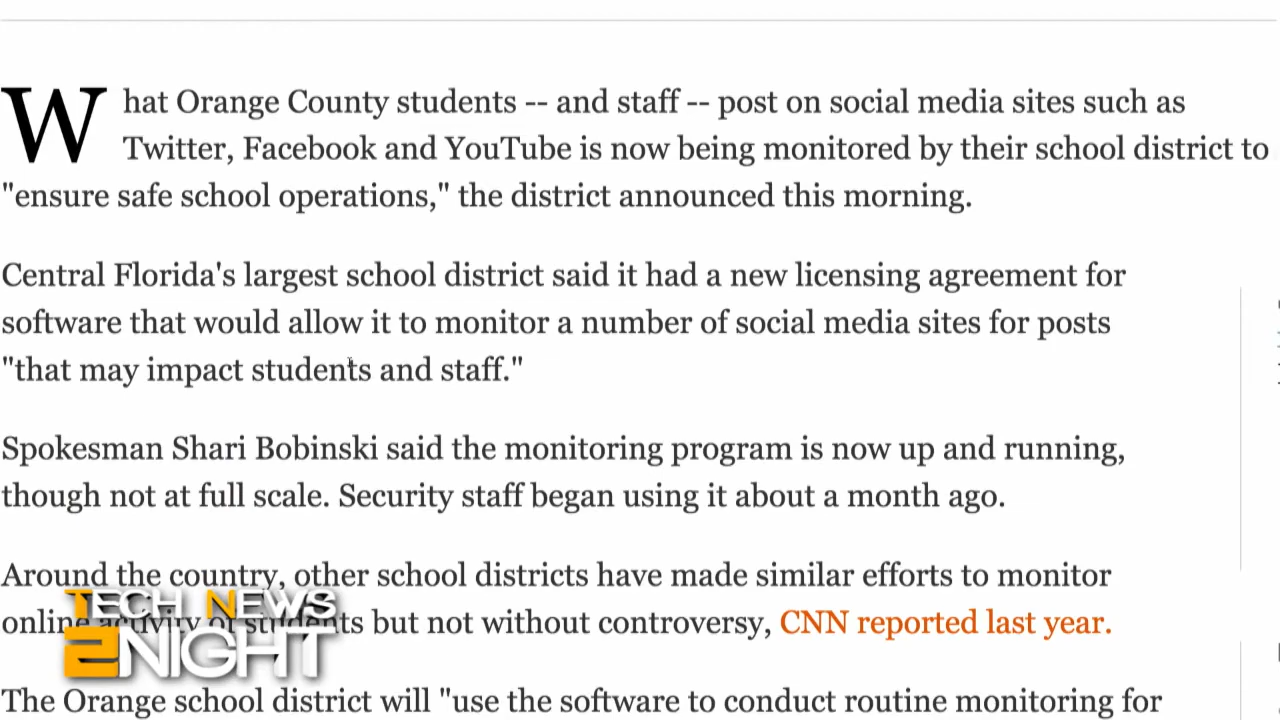 What Orange County students -- and staff -- post on social media sites such as
Twitter, Facebook and YouTube is now being monitored by their school district to
"ensure safe school operations," the district announced this morning.
Central Florida's largest school district said it had a new licensing agreement for
software that would allow it to monitor a number of social media sites for posts
"that may impact students and staff."
Spokesman Shari Bobinski said the monitoring program is now up and running,
though not at full scale. Security staff began using it about a month ago.
Around the country, other school districts have made similar efforts to monitor
online activity of students but not without controversy, CNN reported last year.
TECH NEWS
2NIGHT
The Orange school district will "use the software to conduct routine monitoring for